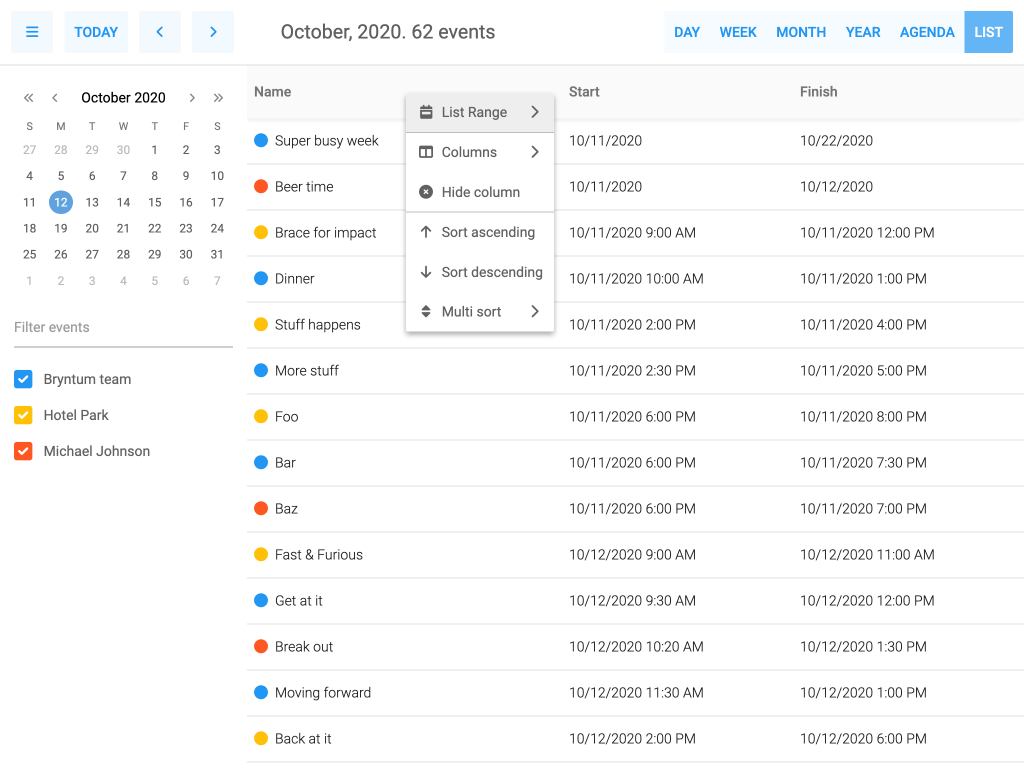 TODAY
October, 2020. 62 events
DAY WEEK MONTH YEAR AGENDA LIST
October 2020
S M T W T F S
27 28 29 30 1 2 3
4 5 6 7 8 9 10
11 12 13 14 15 16 17
18 19 20 21 22 23 24
25 26 27 28 29 30 31
1 2 3 4 5 6 7
Filter events
Bryntum team
Hotel Park
Michael Johnson
Name Start Finish
List Range
Columns
Hide column
Sort ascending
Sort descending
Multi sort
Super busy week 10/11/2020 10/22/2020
Beer time 10/11/2020 10/12/2020
Brace for impact 10/11/2020 9:00 AM 10/11/2020 12:00 PM
Dinner 10/11/2020 10:00 AM 10/11/2020 1:00 PM
Stuff happens 10/11/2020 2:00 PM 10/11/2020 4:00 PM
More stuff 10/11/2020 2:30 PM 10/11/2020 5:00 PM
Foo 10/11/2020 6:00 PM 10/11/2020 8:00 PM
Bar 10/11/2020 6:00 PM 10/11/2020 7:30 PM
Baz 10/11/2020 6:00 PM 10/11/2020 7:00 PM
Fast & Furious 10/12/2020 9:00 AM 10/12/2020 11:00 AM
Get at it 10/12/2020 9:30 AM 10/12/2020 12:00 PM
Break out 10/12/2020 10:20 AM 10/12/2020 1:30 PM
Moving forward 10/12/2020 11:30 AM 10/12/2020 1:00 PM
Back at it 10/12/2020 2:00 PM 10/12/2020 6:00 PM